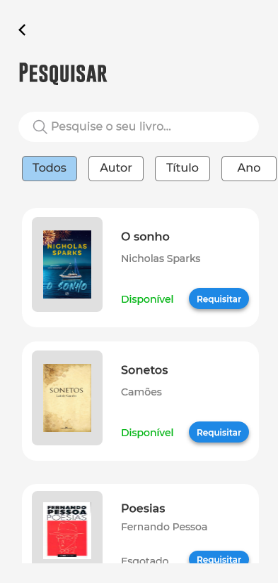 Pesquisar
Pesquise o seu livro...
Todos Autor Título Ano
NICHOLAS
SPARKS
O SONHO
O sonho
Nicholas Sparks
Disponível Requisitar
SONETOS
Sonetos
Camões
Disponível Requisitar
FERNANDO
PESSOA
POESIAS
Poesias
Fernando Pessoa
Esgotado Requisitar